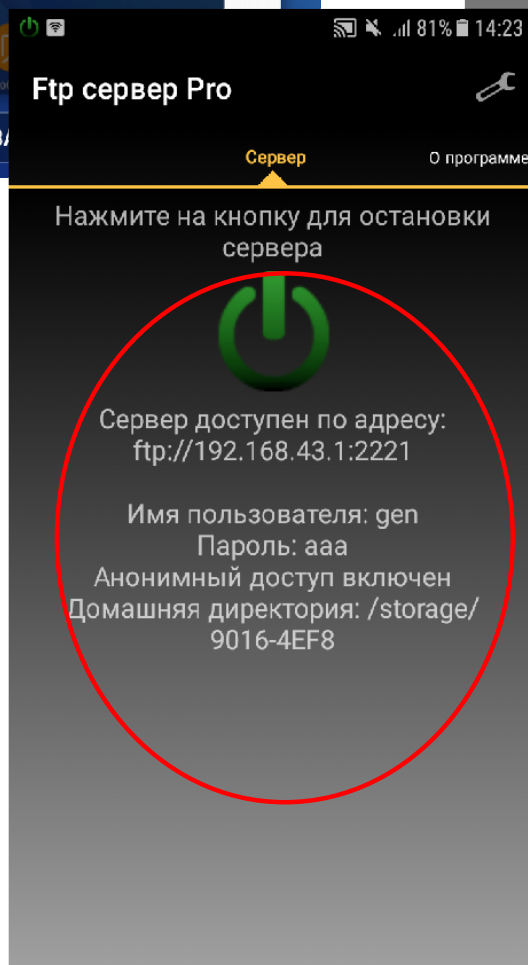 81% 14:23
Ftp сервер Pro
Сервер
О программе
Нажмите на кнопку для остановки
сервера
Сервер доступен по адресу:
ftp://192.168.43.1:2221
Имя пользователя: gen
Пароль: aaa
Анонимный доступ включен
Домашняя директория: /storage/
9016-4EF8